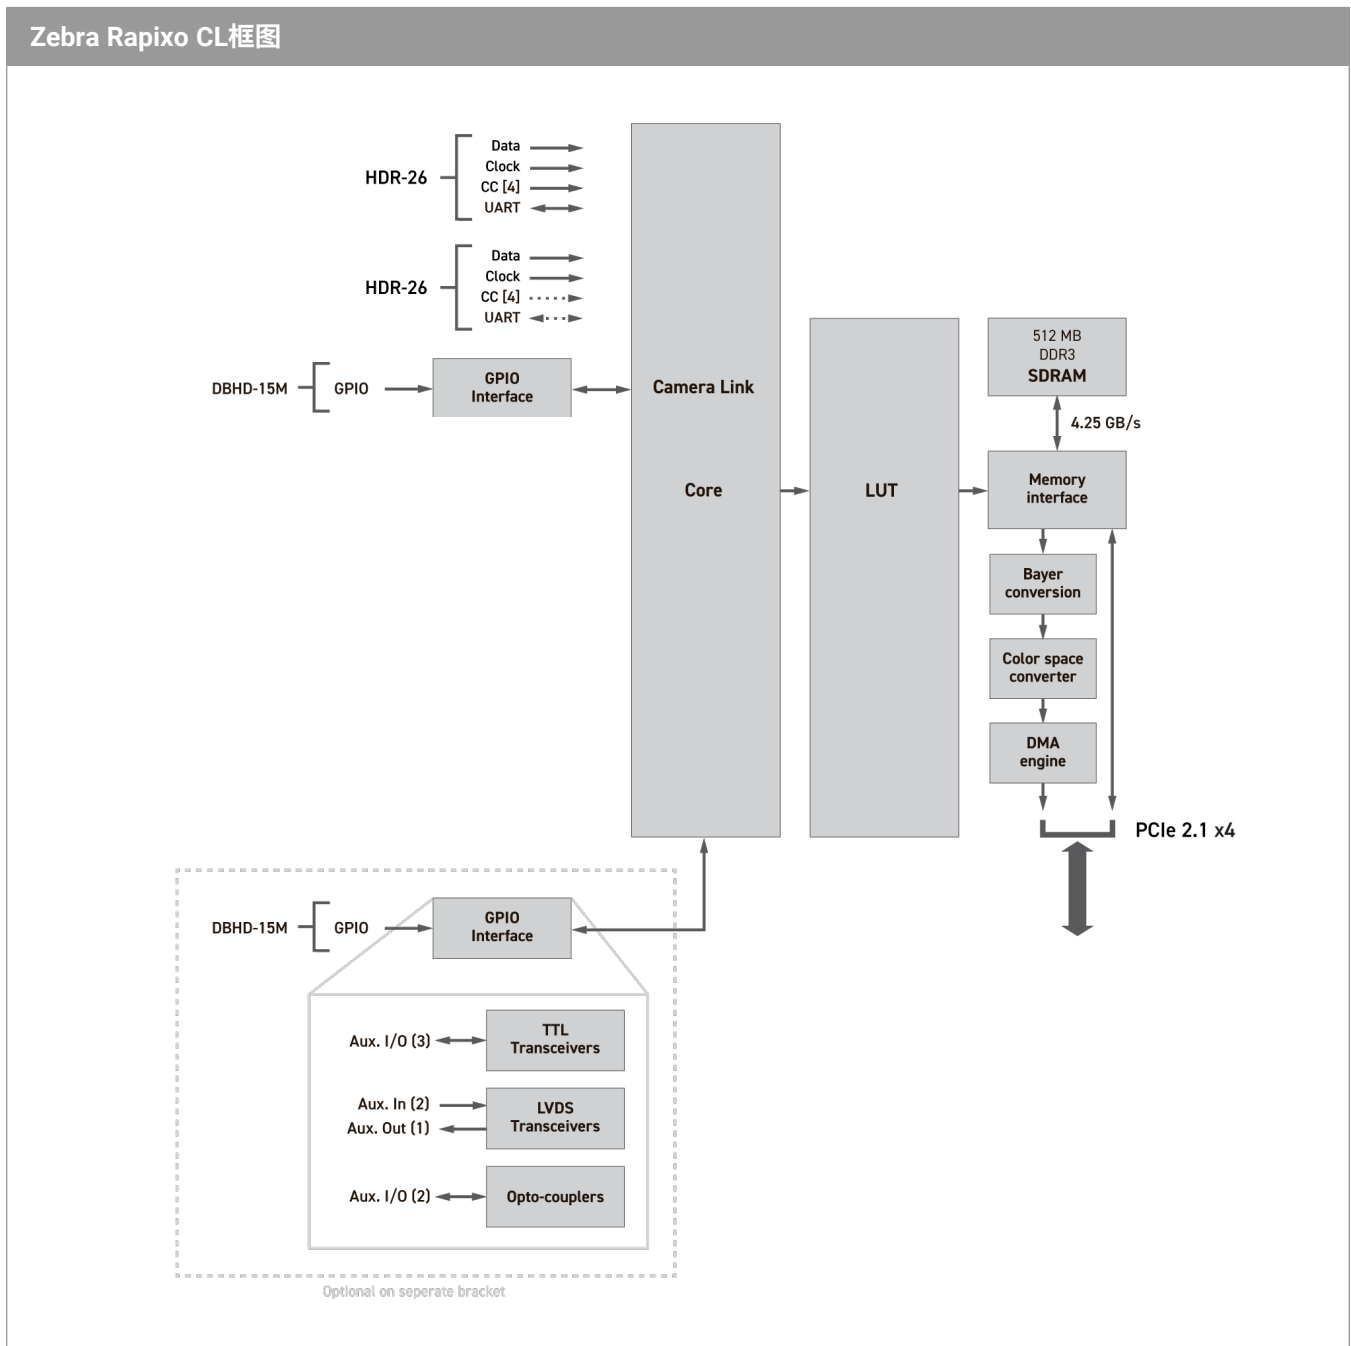 Zebra Rapixo CL框图
HDR-26
Data
Clock
CC [4]
UART
HDR-26
Data
Clock
CC [4]
UART
DBHD-15M
GPIO
GPIO
Interface
Camera Link
Core
LUT
512 MB
DDR3
SDRAM
4.25 GB/s
Memory
interface
Bayer
conversion
Color space
converter
DMA
engine
PCIe 2.1 x4
DBHD-15M
GPIO
GPIO
Interface
Aux. I/O (3)
TTL
Transceivers
Aux. In (2)
Aux. Out (1)
LVDS
Transceivers
Aux. I/O (2)
Opto-couplers
Optional on seperate bracket